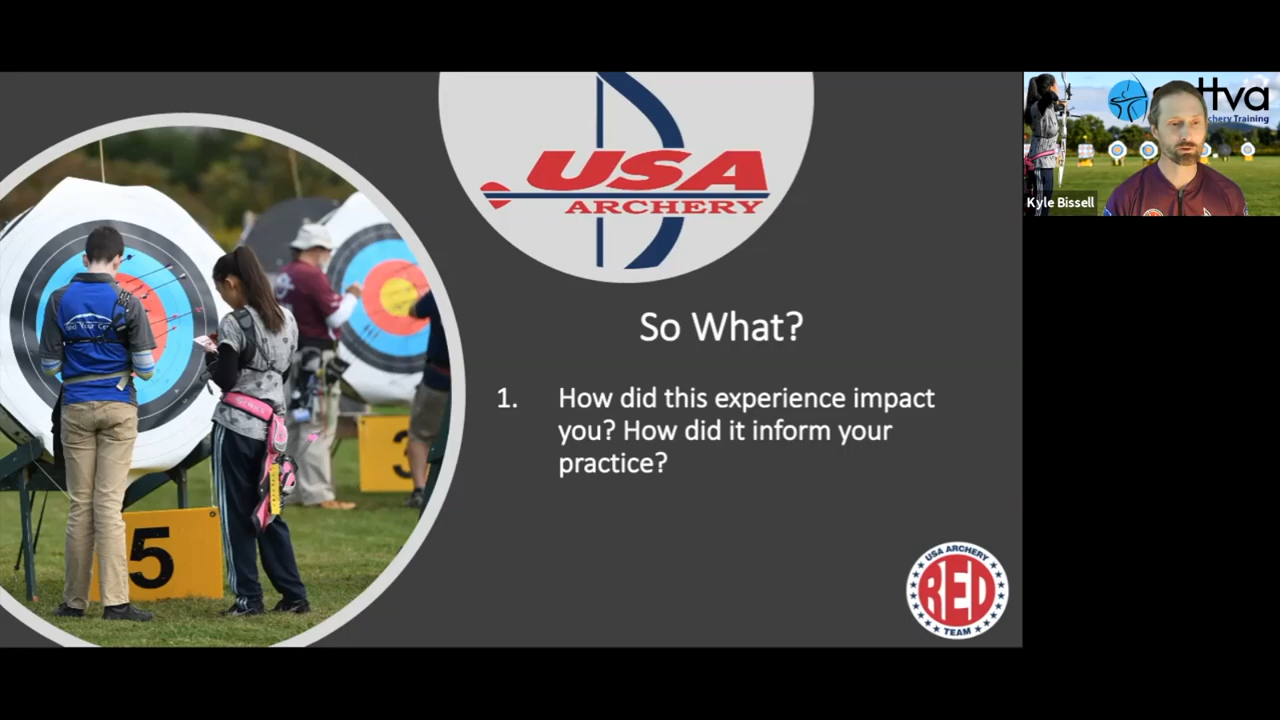 USA
ARCHERY
So What?
1. How did this experience impact
you? How did it inform your
practice?
USA ARCHERY
RED
TEAM
5
3
Kyle Bissell